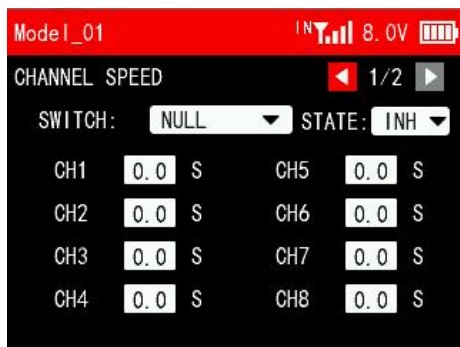 Model_01 IN 8.0V
CHANNEL SPEED 1/2
SWITCH: NULL STATE: INH
CH1 0.0 S CH5 0.0 S
CH2 0.0 S CH6 0.0 S
CH3 0.0 S CH7 0.0 S
CH4 0.0 S CH8 0.0 S